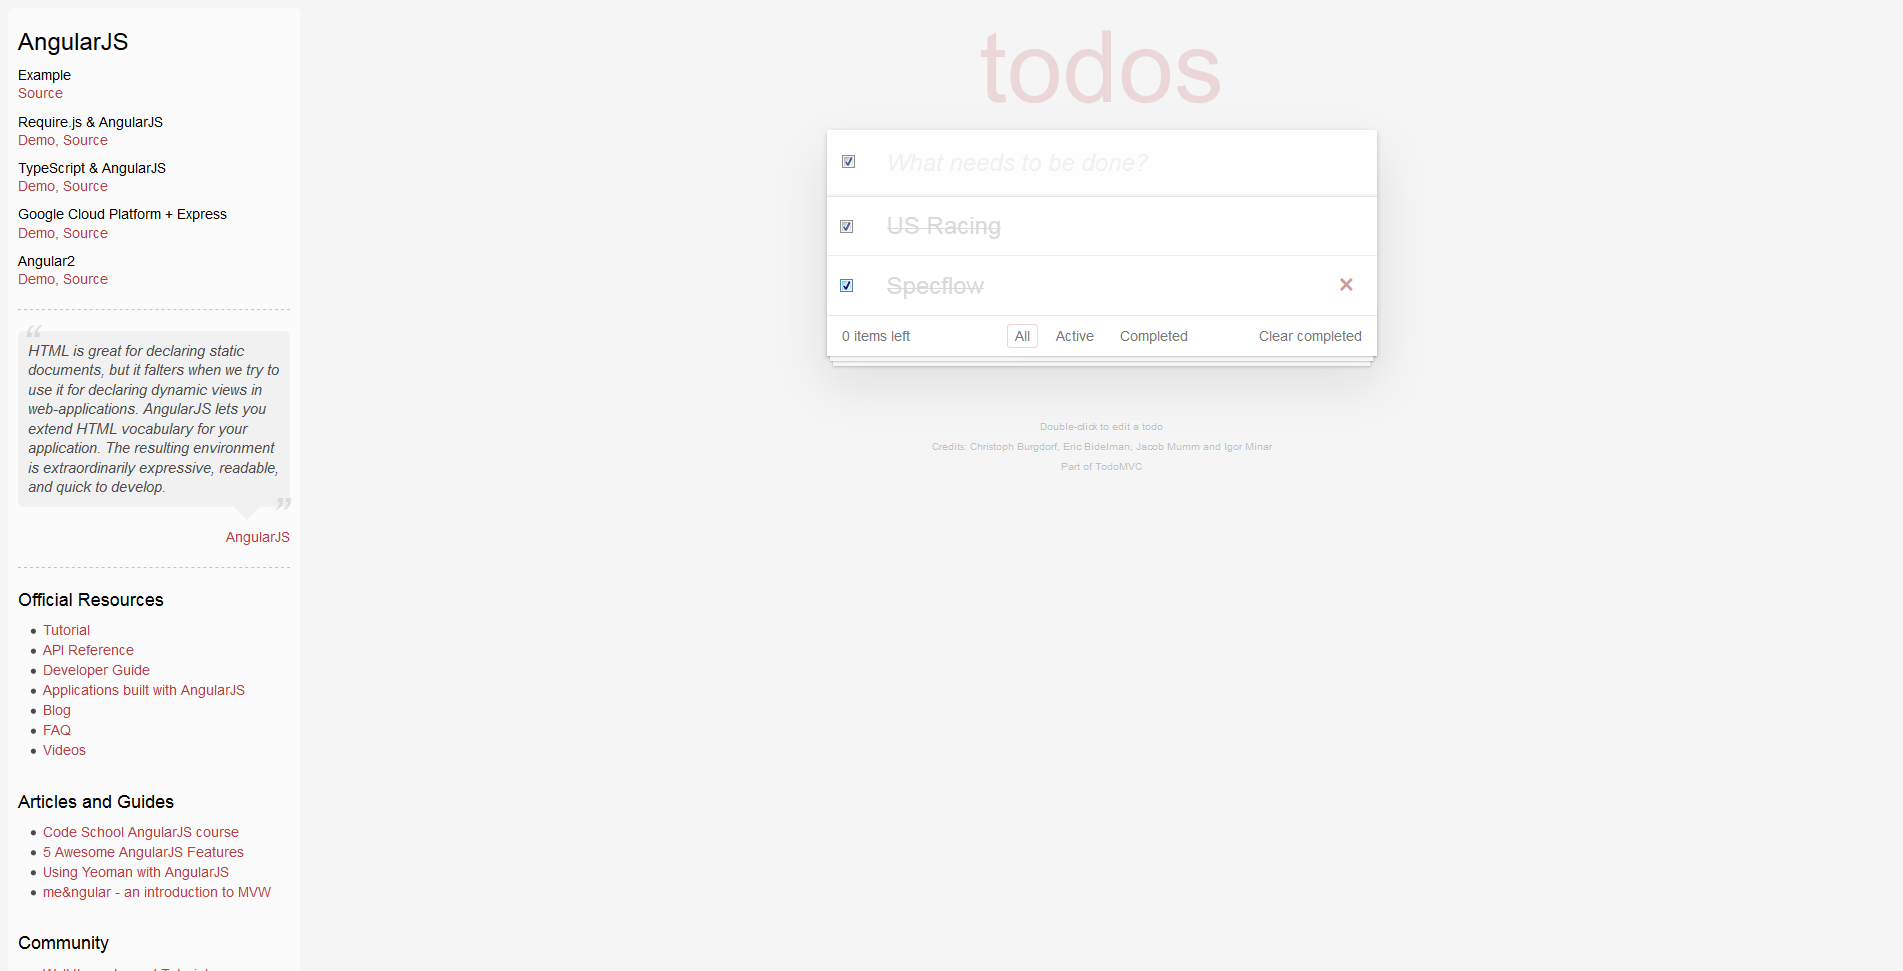 AngularJS
Example
Source
Require.js & AngularJS
Demo, Source
TypeScript & AngularJS
Demo, Source
Google Cloud Platform + Express
Demo, Source
Angular2
Demo, Source
“
HTML is great for declaring static
documents, but it falters when we try to
use it for declaring dynamic views in
web-applications. AngularJS lets you
extend HTML vocabulary for your
application. The resulting environment
is extraordinarily expressive, readable,
and quick to develop.
”
AngularJS
Official Resources
Tutorial
API Reference
Developer Guide
Applications built with AngularJS
Blog
FAQ
Videos
Articles and Guides
Code School AngularJS course
5 Awesome AngularJS Features
Using Yeoman with AngularJS
me&ngular - an introduction to MVW
Community
todos
What needs to be done?
US Racing
Specflow
0 items left
All
Active
Completed
Clear completed
Double-click to edit a todo
Credits: Christoph Burgdorf, Eric Bidelman, Jacob Mumm and Igor Minar
Part of TodoMVC